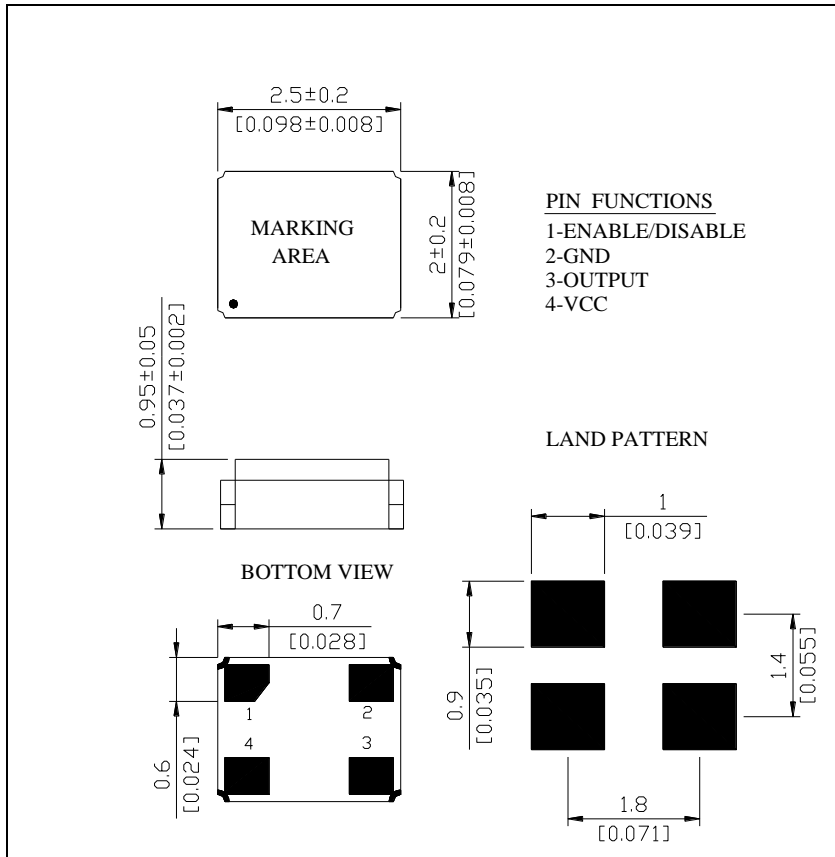 2.5±0.2
[0.098±0.008]
MARKING
AREA
2±0.2
[0.079±0.008]
PIN FUNCTIONS
1-ENABLE/DISABLE
2-GND
3-OUTPUT
4-VCC
0.95±0.05
[0.037±0.002]
LAND PATTERN
1
[0.039]
BOTTOM VIEW
0.7
[0.028]
1
2
4
3
0.6
[0.024]
0.9
[0.035]
1.4
[0.055]
1.8
[0.071]